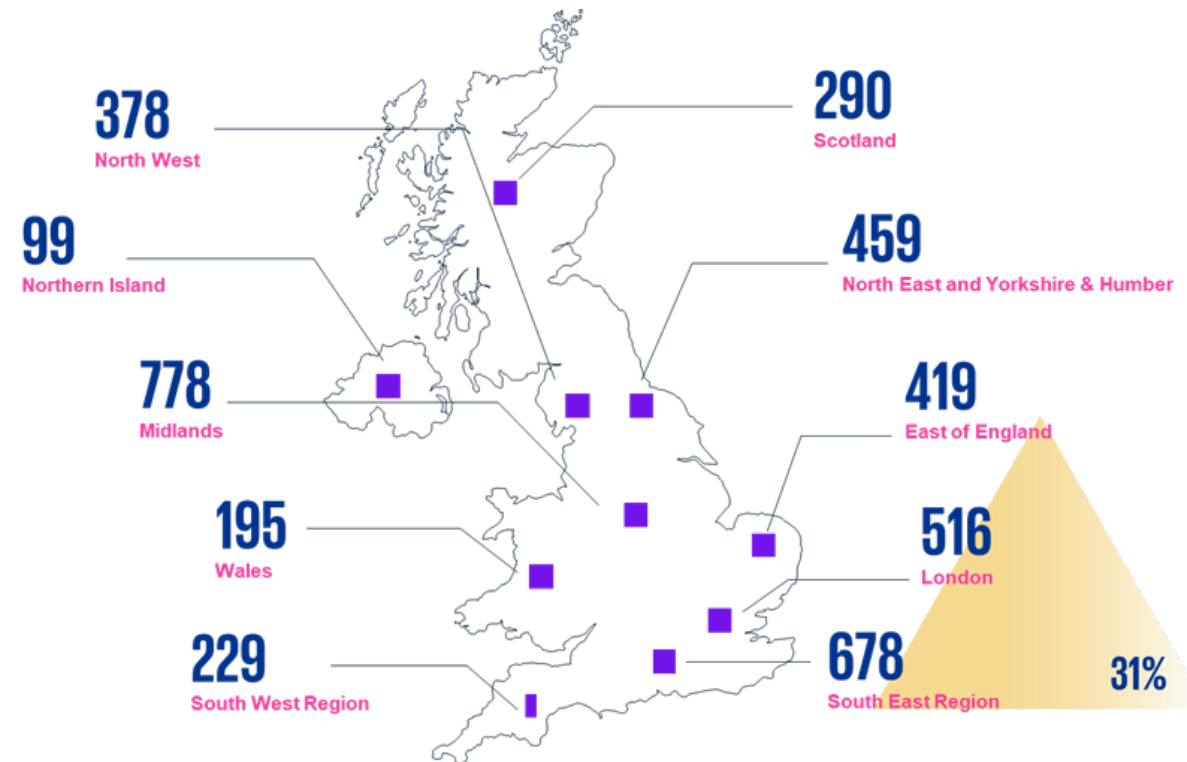 378
North West
290
Scotland
99
Northern Island
459
North East and Yorkshire & Humber
778
Midlands
419
East of England
195
Wales
516
London
229
South West Region
678
South East Region
31%